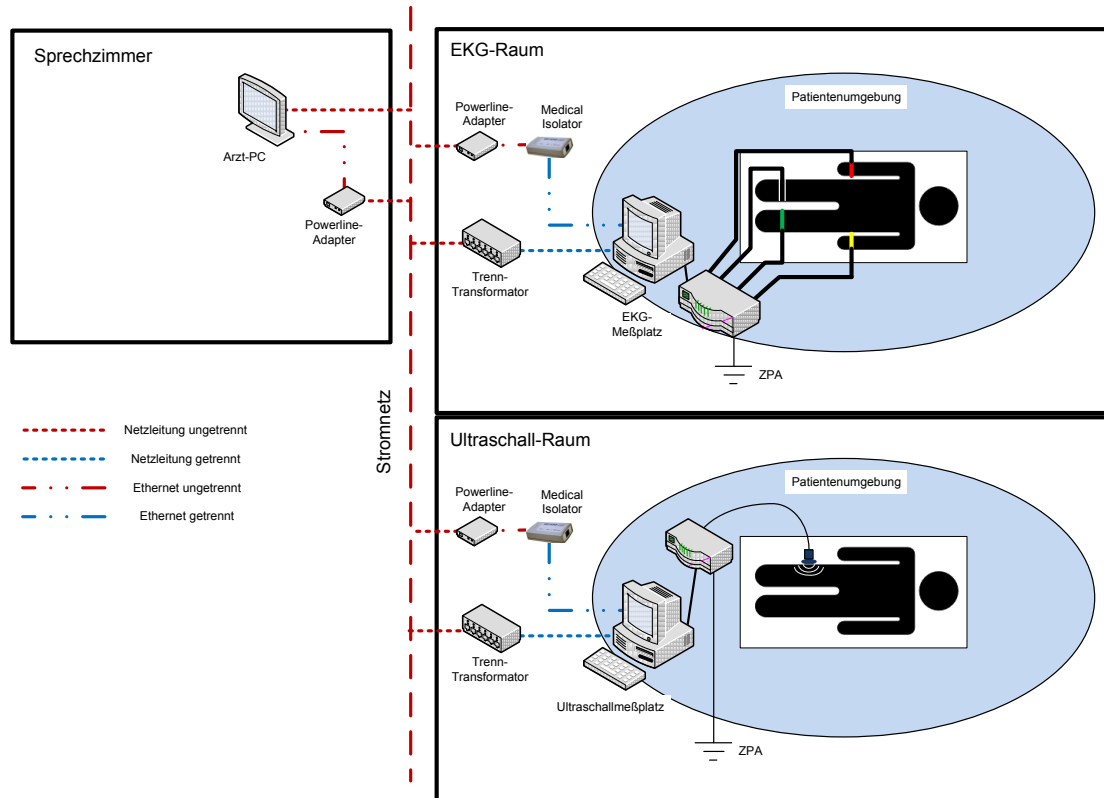 Sprechzimmer
Arzt-PC
Powerline-
Adapter
Stromnetz
EKG-Raum
Powerline-
Adapter
Medical
Isolator
Patientenumgebung
Trenn-
Transformator
EKG-
Meßplatz
ZPA
Netzleitung ungetrennt
Netzleitung getrennt
Ethernet ungetrennt
Ethernet getrennt
Ultraschall-Raum
Powerline-
Adapter
Medical
Isolator
Patientenumgebung
Trenn-
Transformator
Ultraschallmeßplatz
ZPA